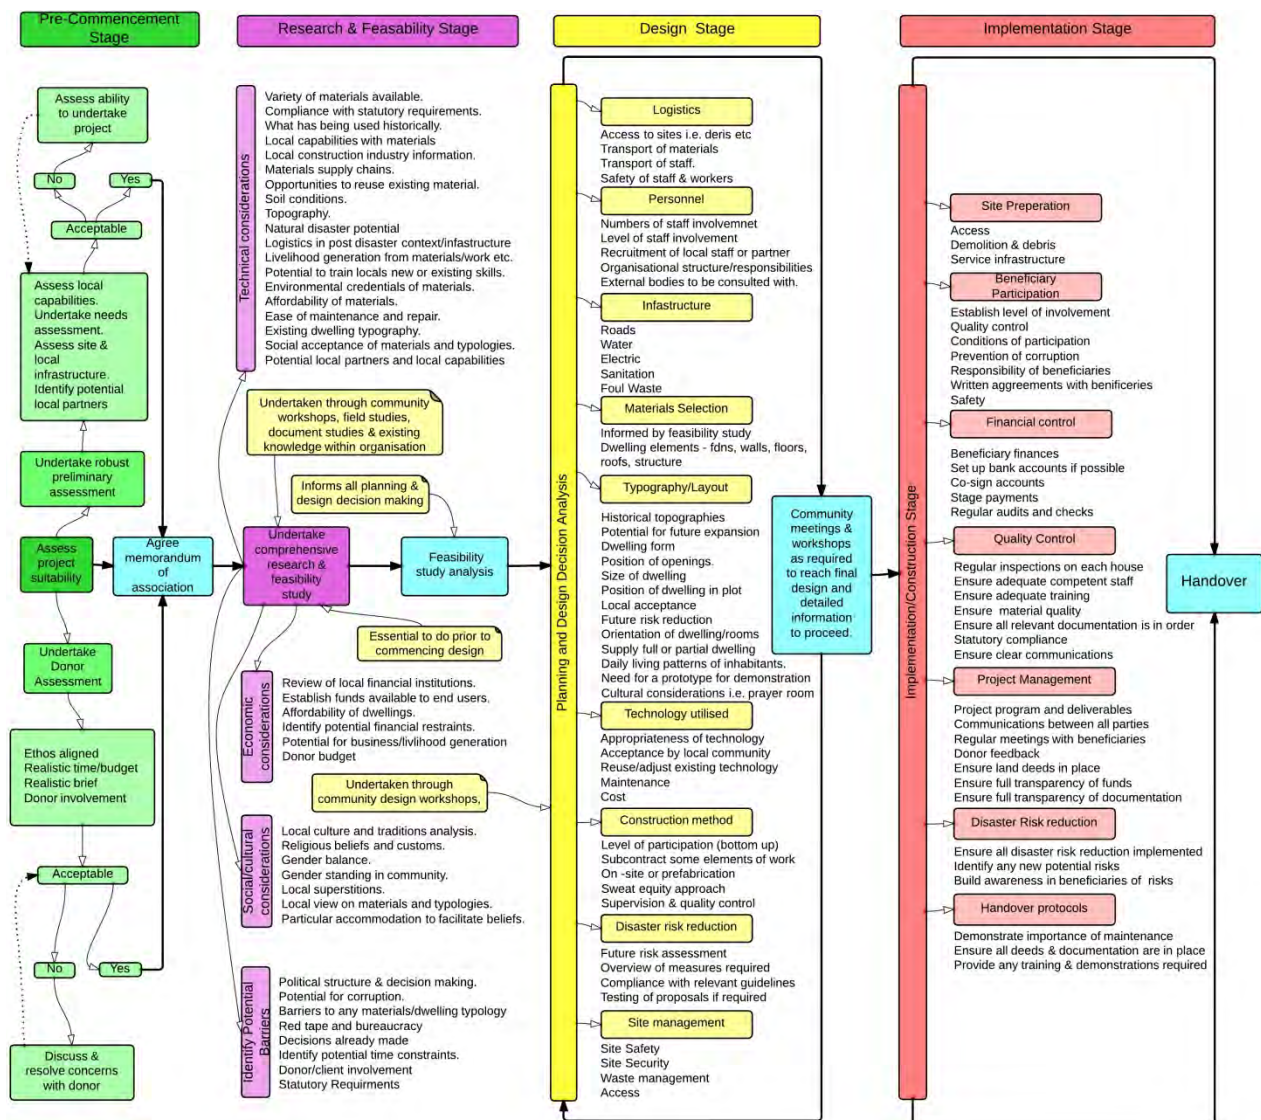 Pre-Commencement
Stage
Assess ability
to undertake
project
No
Yes
Acceptable
Assess local
capabilities.
Undertake needs
assessment.
Assess site &
local
infrastructure.
Identify potential
local partners
Undertake robust
preliminary
assessment
Assess
project
suitability
Agree
memorandum
of
association
Undertake
Donor
Assessment
Ethos aligned
Realistic time/budget
Realistic brief
Donor involvement
Acceptable
No
Yes
Discuss &
resolve concerns
with donor
Research & Feasability Stage
Technical considerations
Variety of materials available.
Compliance with statutory requirements.
What has being used historically.
Local capabilities with materials
Local construction industry information.
Materials supply chains.
Opportunities to reuse existing material.
Soil conditions.
Topography.
Natural disaster potential
Logistics in post disaster context/infastructure
Livelihood generation from materials/work etc.
Potential to train locals new or existing skills.
Environmental credentials of materials.
Affordability of materials.
Ease of maintenance and repair.
Existing dwelling typography.
Social acceptance of materials and typologies.
Potential local partners and local capabilities
Undertaken through community
workshops, field studies,
document studies & existing
knowledge within organisation
Informs all planning &
design decision making
Undertake
comprehensive
research &
feasibility
study
Feasibility
study analysis
Essential to do prior to
commencing design
Economic
considerations
Review of local financial institutions.
Establish funds available to end users.
Affordability of dwellings.
Identify potential financial restraints.
Potential for business/livlihood generation
Donor budget
Undertaken through
community design workshops,
Social/cultural
considerations
Local culture and traditions analysis.
Religious beliefs and customs.
Gender balance.
Gender standing in community.
Local superstitions.
Local view on materials and typologies.
Particular accommodation to facilitate beliefs.
Identify Potential
Barriers
Political structure & decision making.
Potential for corruption.
Barriers to any materials/dwelling typology
Red tape and bureaucracy
Decisions already made
Identify potential time constraints.
Donor/client involvement
Statutory Requirments
Design Stage
Planning and Design Decision Analysis
Logistics
Access to sites i.e. deris etc
Transport of materials
Transport of staff.
Safety of staff & workers
Personnel
Numbers of staff involvemnet
Level of staff involvement
Recruitment of local staff or partner
Organisational structure/responsibilities
External bodies to be consulted with.
Infastructure
Roads
Water
Electric
Sanitation
Foul Waste
Materials Selection
Informed by feasibility study
Dwelling elements - fdns, walls, floors,
roofs, structure
Typography/Layout
Historical topographies
Potential for future expansion
Dwelling form
Position of openings.
Size of dwelling
Position of dwelling in plot
Local acceptance
Future risk reduction
Orientation of dwelling/rooms
Supply full or partial dwelling
Daily living patterns of inhabitants.
Need for a prototype for demonstration
Cultural considerations i.e. prayer room
Technology utilised
Appropriateness of technology
Acceptance by local community
Reuse/adjust existing technology
Maintenance
Cost
Construction method
Level of participation (bottom up)
Subcontract some elements of work
On -site or prefabrication
Sweat equity approach
Supervision & quality control
Disaster risk reduction
Future risk assessment
Overview of measures required
Compliance with relevant guidelines
Testing of proposals if required
Site management
Site Safety
Site Security
Waste management
Access
Community
meetings &
workshops
as required
to reach final
design and
detailed
information
to proceed.
Implementation Stage
Implementation/Construction Stage
Site Preperation
Access
Demolition & debris
Service infrastructure
Beneficiary
Participation
Establish level of involvement
Quality control
Conditions of participation
Prevention of corruption
Responsibility of beneficiaries
Written aggreements with benificeries
Safety
Financial control
Beneficiary finances
Set up bank accounts if possible
Co-sign accounts
Stage payments
Regular audits and checks
Quality Control
Regular inspections on each house
Ensure adequate competent staff
Ensure adequate training
Ensure material quality
Ensure all relevant documentation is in order
Statutory compliance
Ensure clear communications
Project Management
Project program and deliverables
Communications between all parties
Regular meetings with beneficiaries
Donor feedback
Ensure land deeds in place
Ensure full transparency of funds
Ensure full transparency of documentation
Disaster Risk reduction
Ensure all disaster risk reduction implemented
Identify any new potential risks
Build awareness in beneficiaries of risks
Handover protocols
Demonstrate importance of maintenance
Ensure all deeds & documentation are in place
Provide any training & demonstrations required
Handover